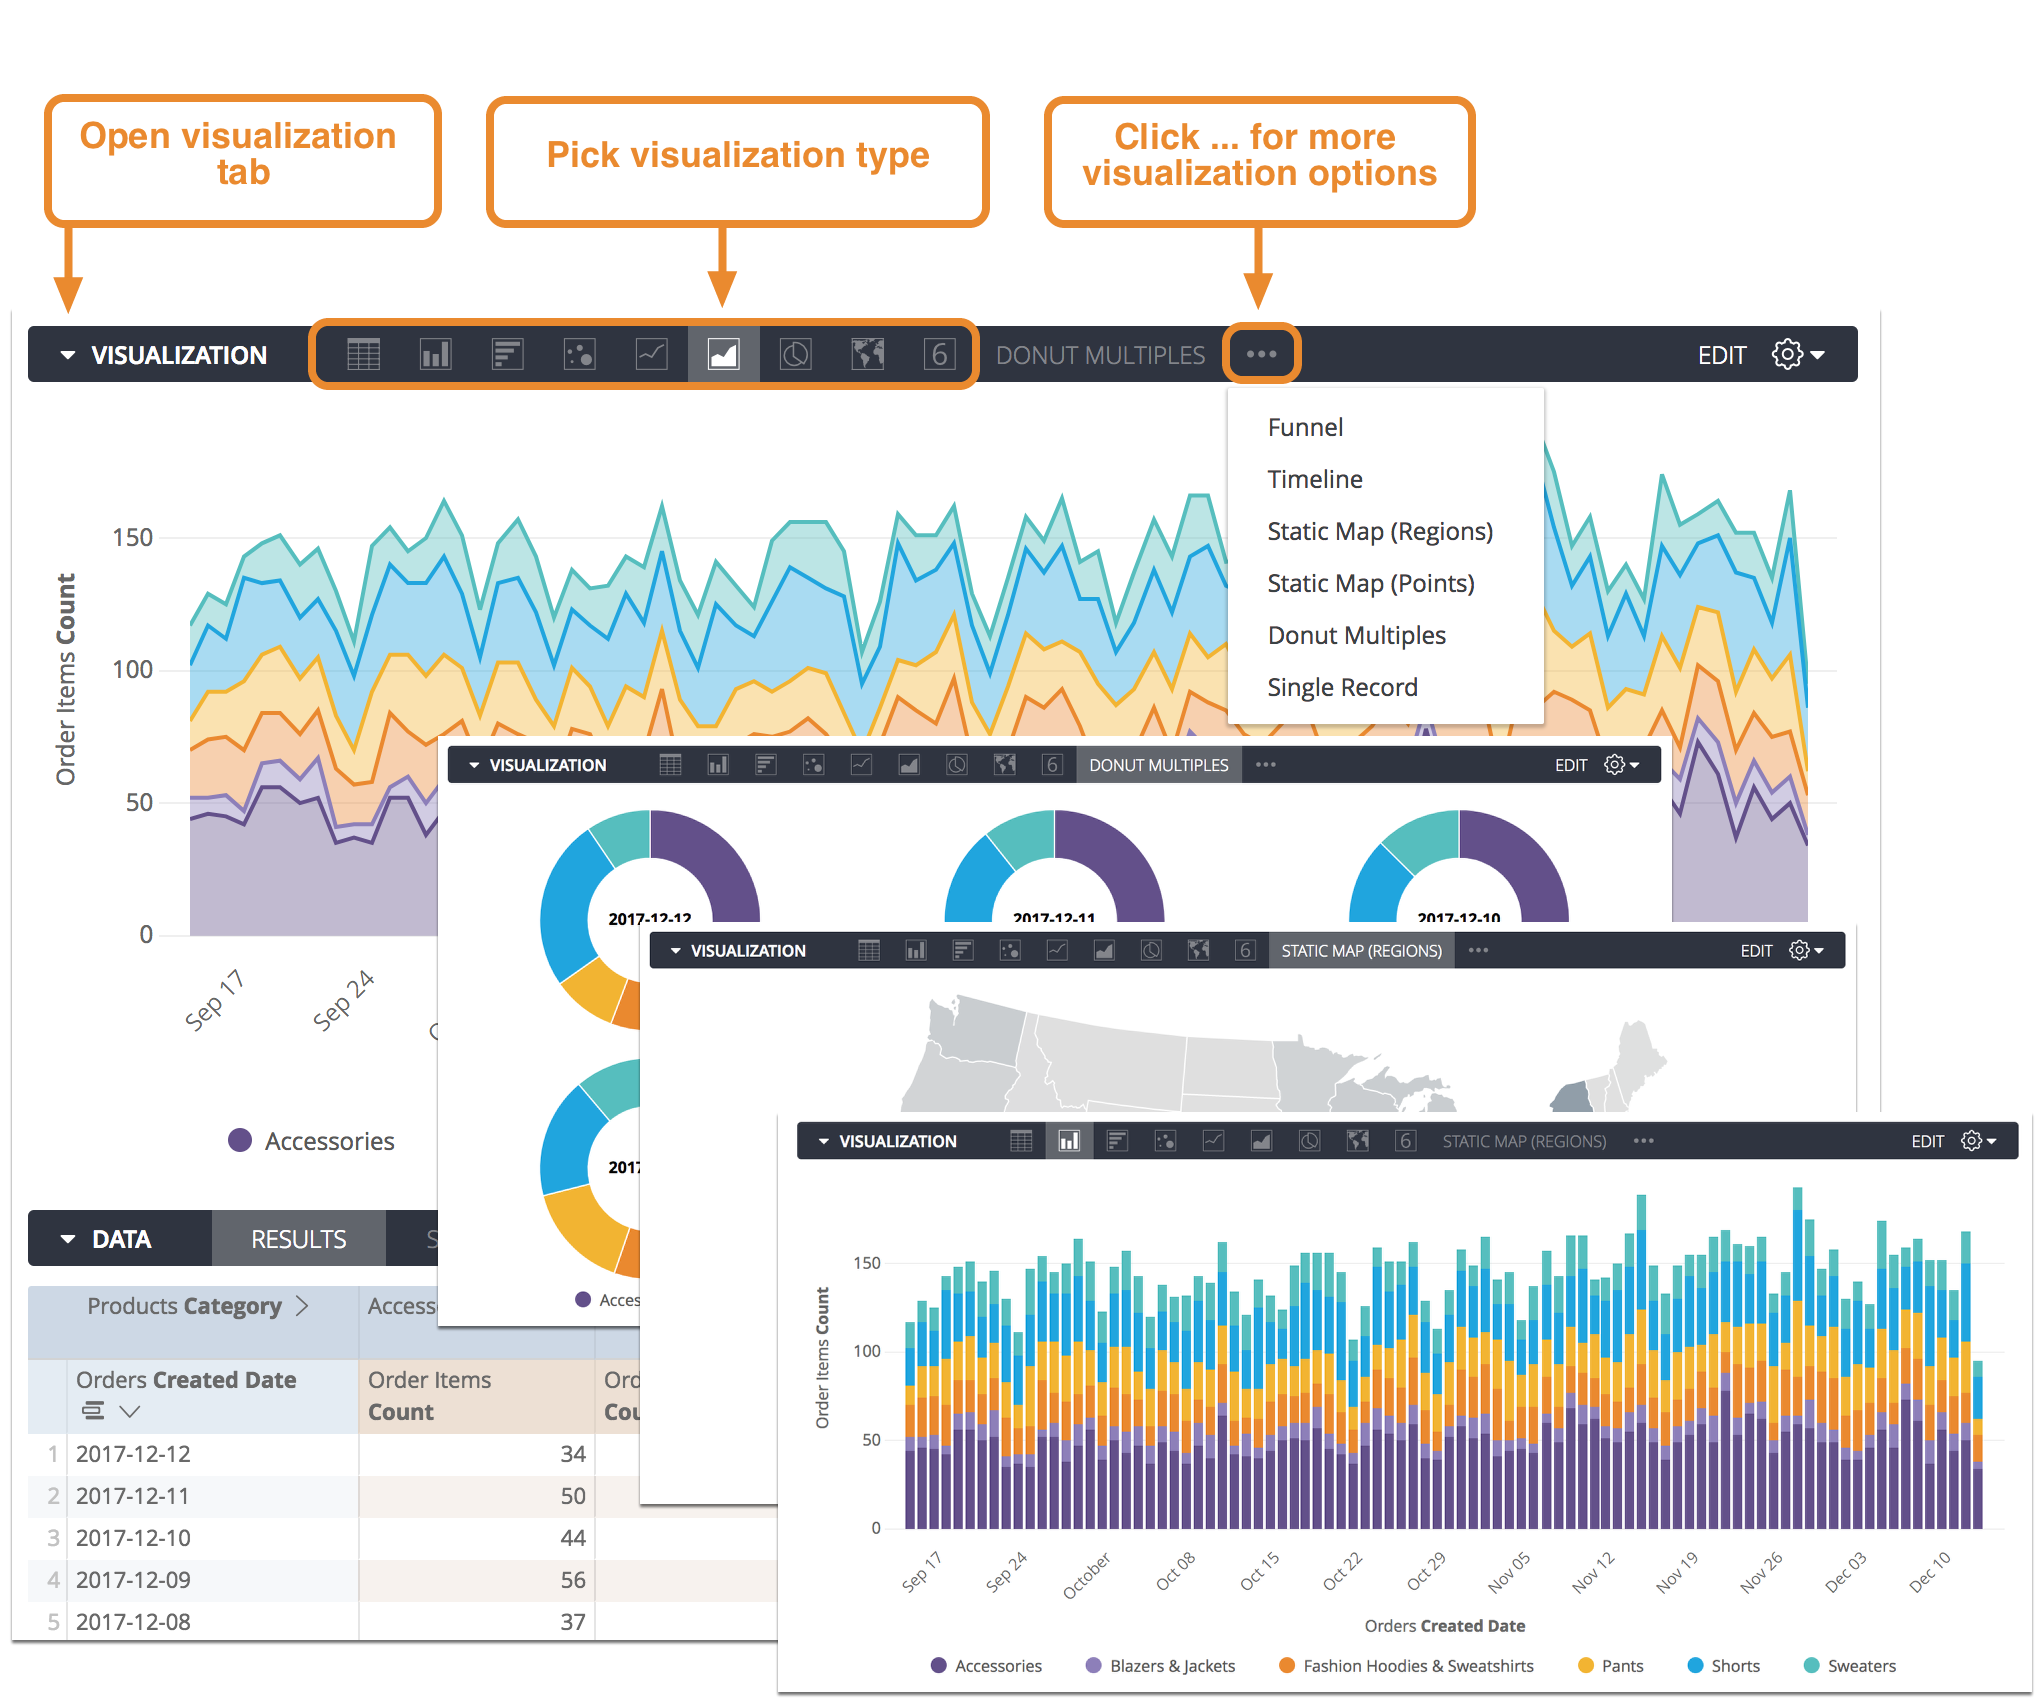 Open visualization
tab
Pick visualization type
Click ... for more
visualization options
VISUALIZATION
6
DONUT MULTIPLES
EDIT
Funnel
Timeline
Static Map (Regions)
Static Map (Points)
Donut Multiples
Single Record
Order Items Count
150
100
50
0
Sep 17
Sep 24
Accessories
VISUALIZATION
6
DONUT MULTIPLES
EDIT
2017-12-12
2017-12-11
2017-12-10
VISUALIZATION
6
STATIC MAP (REGIONS)
EDIT
VISUALIZATION
6
STATIC MAP (REGIONS)
EDIT
Order Items Count
150
100
50
0
Sep 17
Sep 24
October
Oct 08
Oct 15
Oct 22
Oct 29
Nov 05
Nov 12
Nov 19
Nov 26
Dec 03
Dec 10
Orders Created Date
Accessories
Blazers & Jackets
Fashion Hoodies & Sweatshirts
Pants
Shorts
Sweaters
DATA
RESULTS
Products Category
Orders Created Date
Order Items
Count
1 2017-12-12 34
2 2017-12-11 50
3 2017-12-10 44
4 2017-12-09 56
5 2017-12-08 37